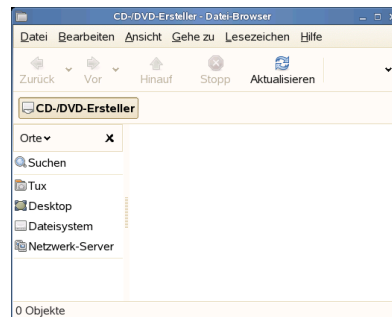 CD-/DVD-Ersteller - Datei-Browser
Datei Bearbeiten Ansicht Gehe zu Lesezeichen Hilfe
Zurück Vor Hinauf Stopp Aktualisieren
CD-/DVD-Ersteller
Orte
Suchen
Tux
Desktop
Dateisystem
Netzwerk-Server
0 Objekte